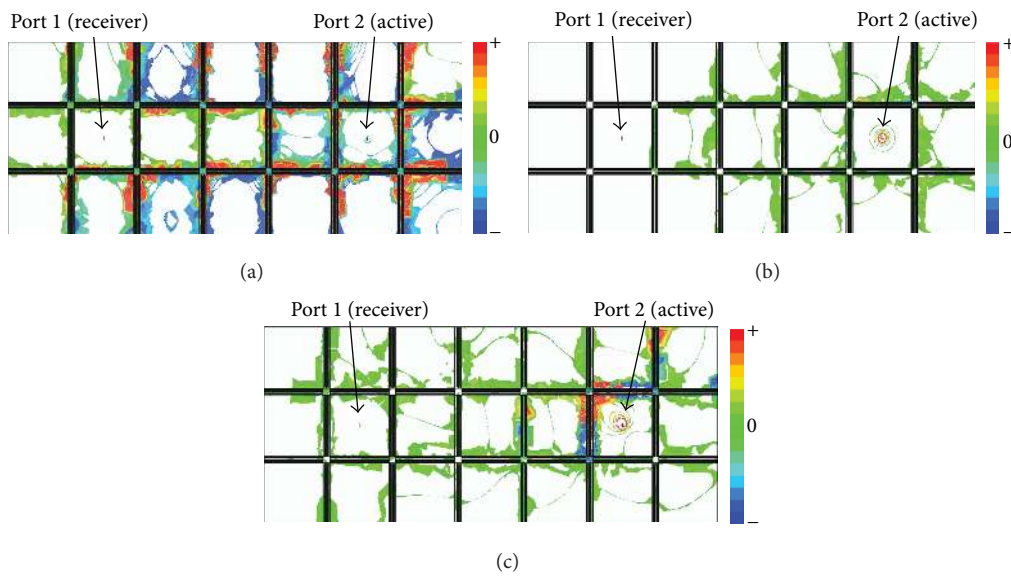 Port 1 (receiver) Port 2 (active)
+
0
−
(a)
Port 1 (receiver) Port 2 (active)
+
0
−
(b)
Port 1 (receiver) Port 2 (active)
+
0
−
(c)